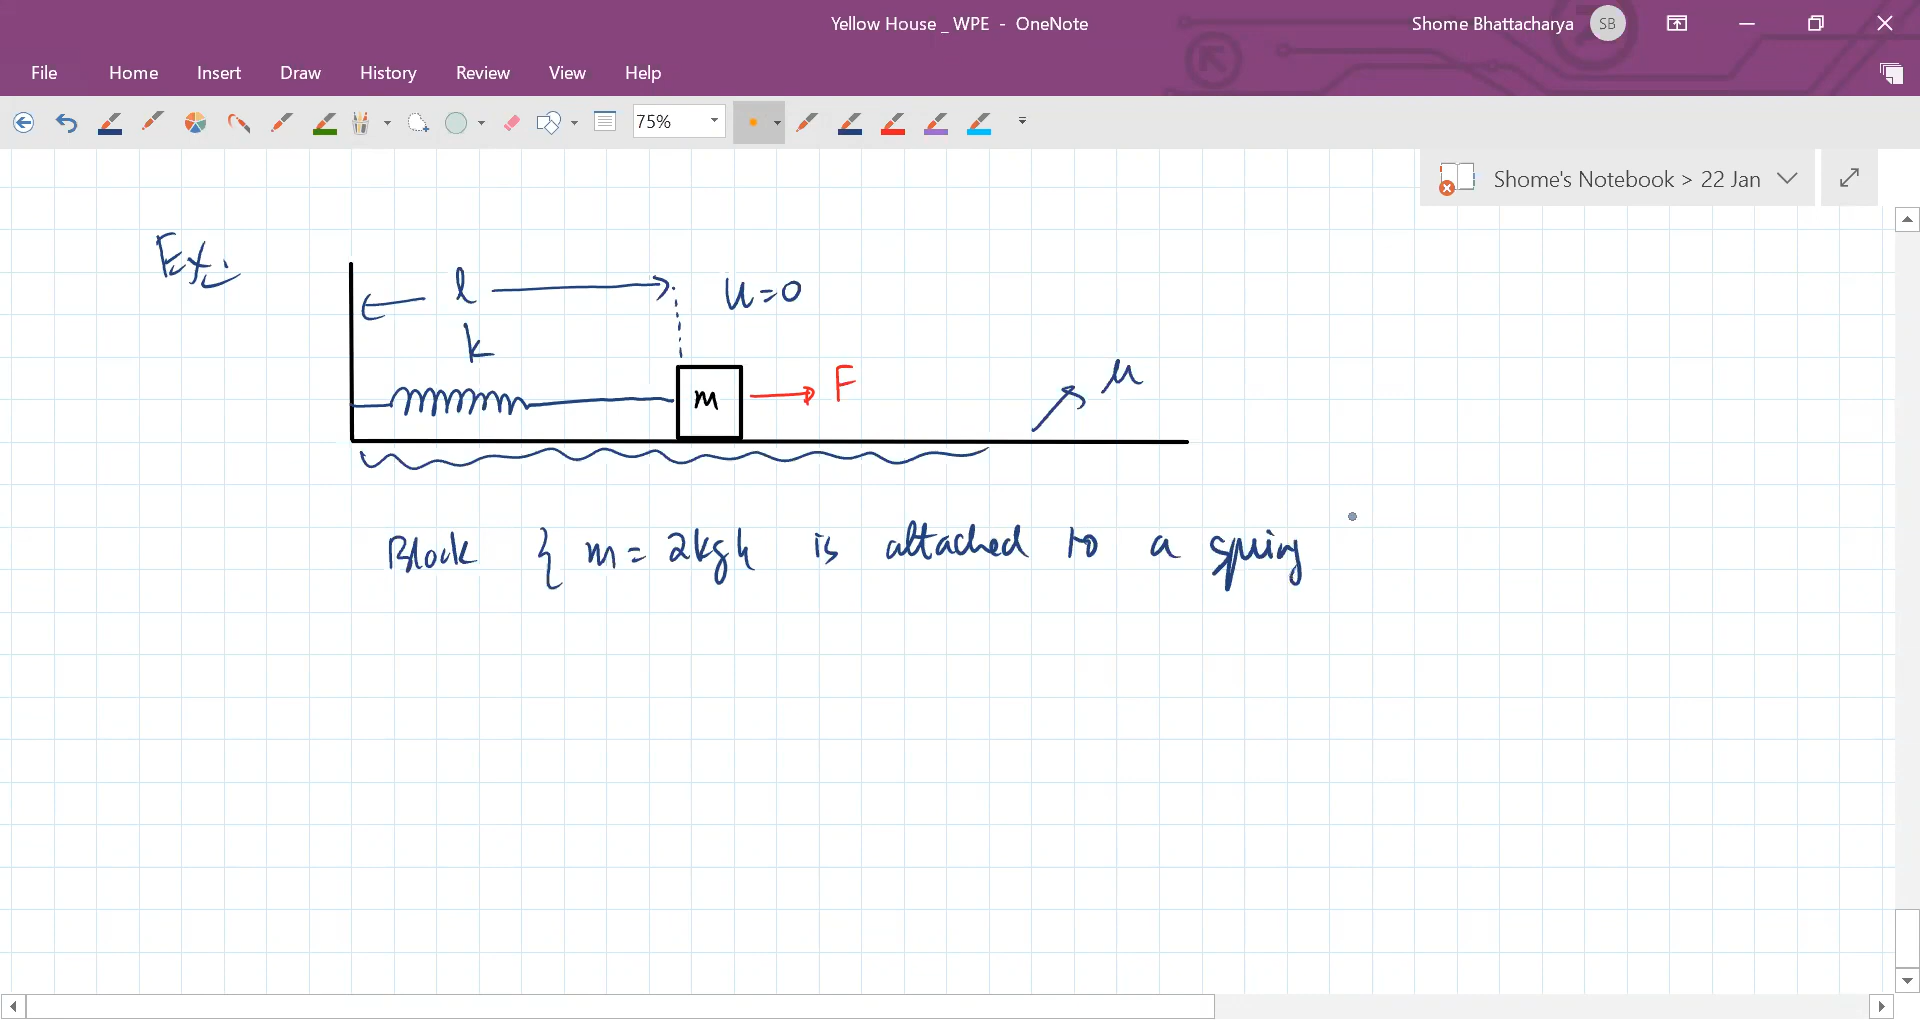 Yellow House _ WPE - OneNote
Shome Bhattacharya SB
File Home Insert Draw History Review View Help
75%
Shome's Notebook > 22 Jan
Ex:
l
u=0
k
m
F
μ
Block { m = 2kg} is attached to a spring